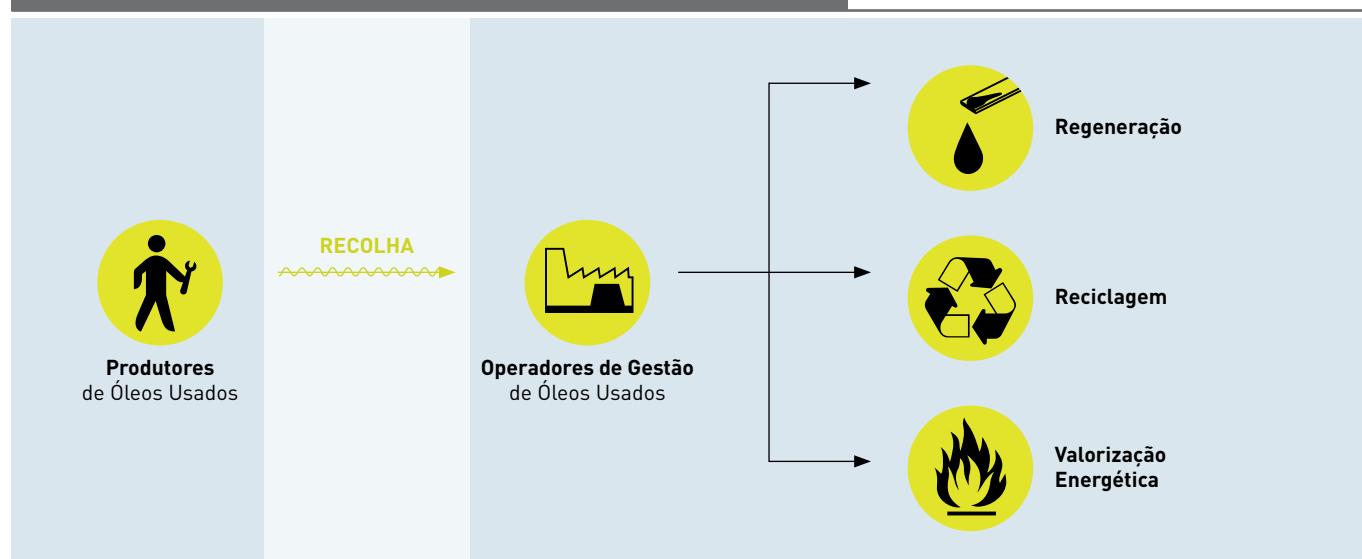 RECOLHA
Produtores
de Óleos Usados
Operadores de Gestão
de Óleos Usados
Regeneração
Reciclagem
Valorização
Energética